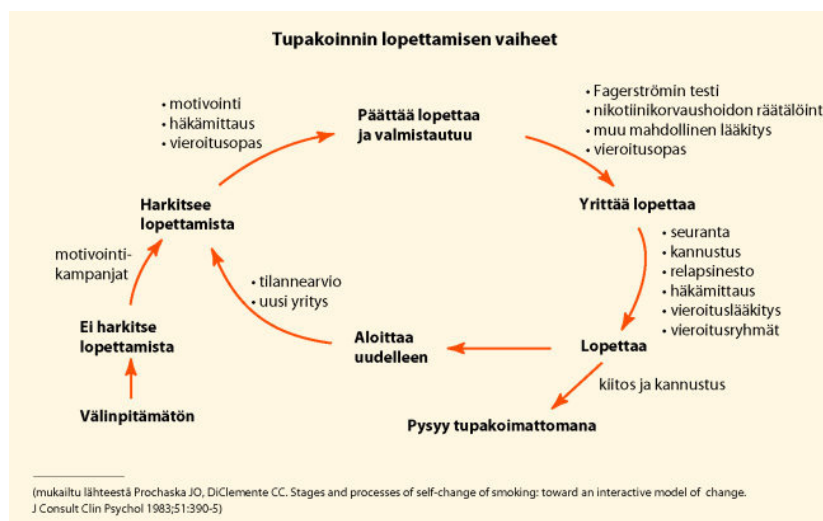 Tupakoinnin lopettamisen vaiheet
• motivointi
• häkämittaus
• vieroitusopas
Päättää lopettaa
ja valmistautuu
• Fagerströmin testi
• nikotiinikorvaushoidon räätälöint
• muu mahdollinen lääkitys
• vieroitusopas
Harkitsee
lopettamista
Yrittää lopettaa
motivointi-
kampanjat
• tilannearvio
• uusi yritys
• seuranta
• kannustus
• relapsinesto
• häkämittaus
• vieroituslääkitys
• vieroitusryhmät
Ei harkitse
lopettamista
Aloittaa
uudelleen
Lopettaa
kiitos ja kannustus
Välinpitämätön
Pysyy tupakoimattomana
(mukailtu lähteestä Prochaska JO, DiClemente CC. Stages and processes of self-change of smoking: toward an interactive model of change.
J Consult Clin Psychol 1983;51:390-5)